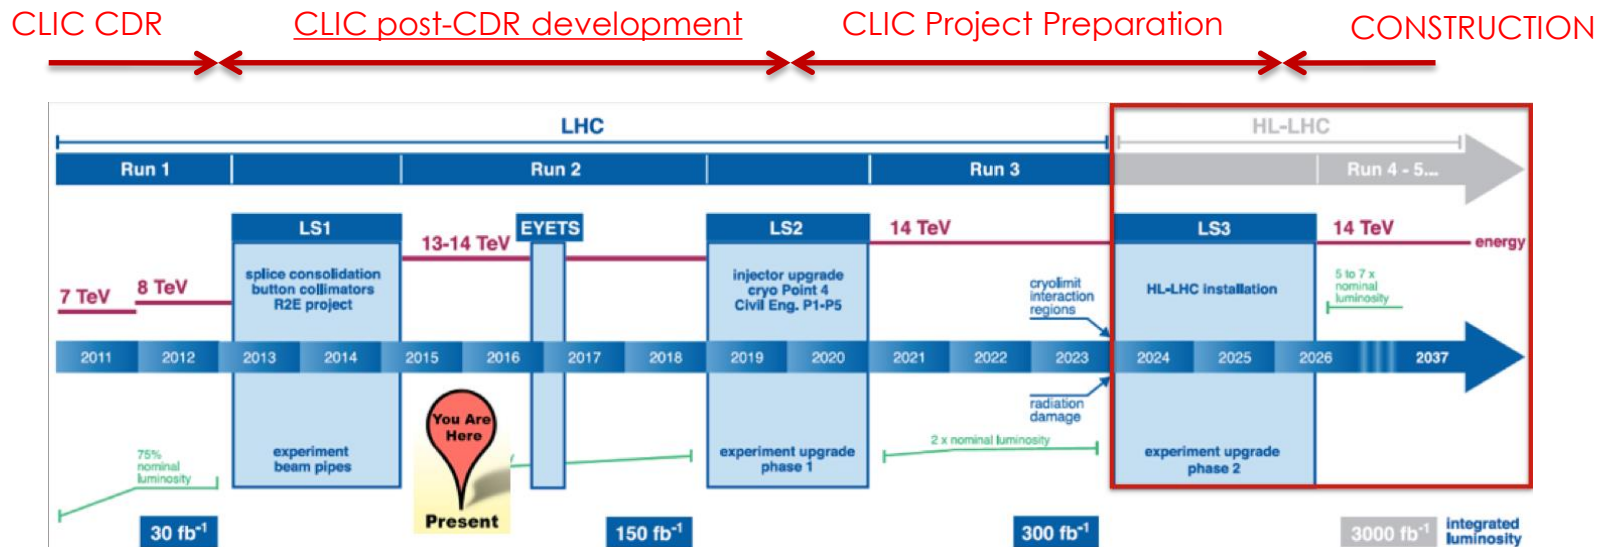 CLIC CDR
CLIC post-CDR development
CLIC Project Preparation
CONSTRUCTION
LHC
HL-LHC
Run 1
Run 2
Run 3
Run 4 - 5...
LS1
EYETS
LS2
LS3
13-14 TeV
14 TeV
14 TeV
energy
7 TeV
8 TeV
splice consolidation
button collimators
R2E project
injector upgrade
cryo Point 4
Civil Eng. P1-P5
cryolimit
interaction
regions
HL-LHC installation
5 to 7 x
nominal
luminosity
2011
2012
2013
2014
2015
2016
2017
2018
2019
2020
2021
2022
2023
2024
2025
2026
2037
75%
nominal
luminosity
experiment
beam pipes
You Are
Here
Present
experiment upgrade
phase 1
2 x nominal luminosity
radiation
damage
experiment upgrade
phase 2
30 fb⁻¹
150 fb⁻¹
300 fb⁻¹
3000 fb⁻¹
integrated
luminosity